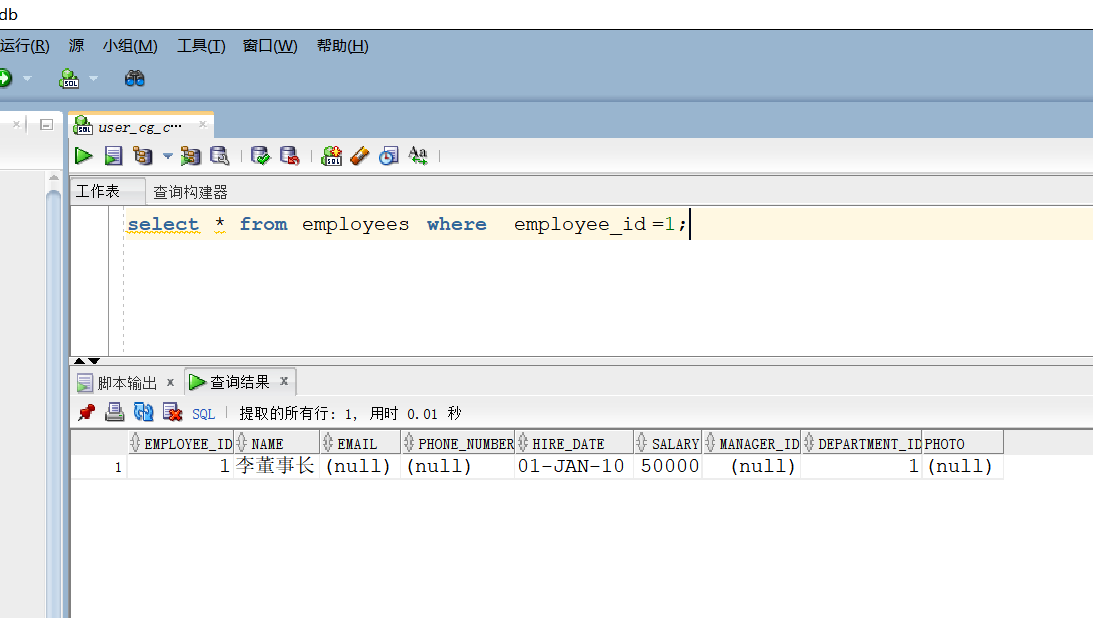 db
运行(R) 源 小组(M) 工具(T) 窗口(W) 帮助(H)
user_cg_c…
工作表 查询构建器
select * from employees where employee_id =1;
脚本输出 查询结果
SQL 提取的所有行: 1, 用时 0.01 秒
EMPLOYEE_ID NAME EMAIL PHONE_NUMBER HIRE_DATE SALARY MANAGER_ID DEPARTMENT_ID PHOTO
1 1 李董事长 (null) (null) 01-JAN-10 50000 (null) 1 (null)